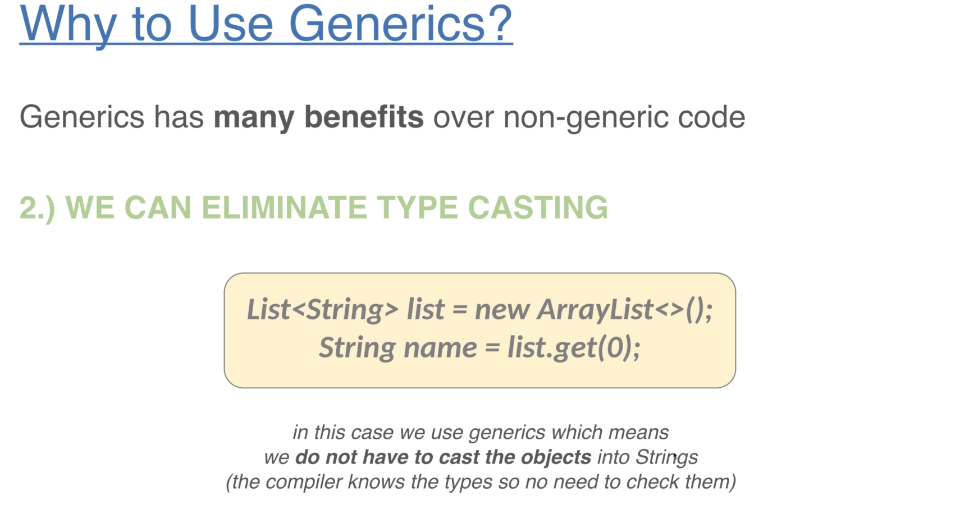 Why to Use Generics?
Generics has many benefits over non-generic code
2.) WE CAN ELIMINATE TYPE CASTING
List<String> list = new ArrayList<>();
String name = list.get(0);
in this case we use generics which means
we do not have to cast the objects into Strings
(the compiler knows the types so no need to check them)